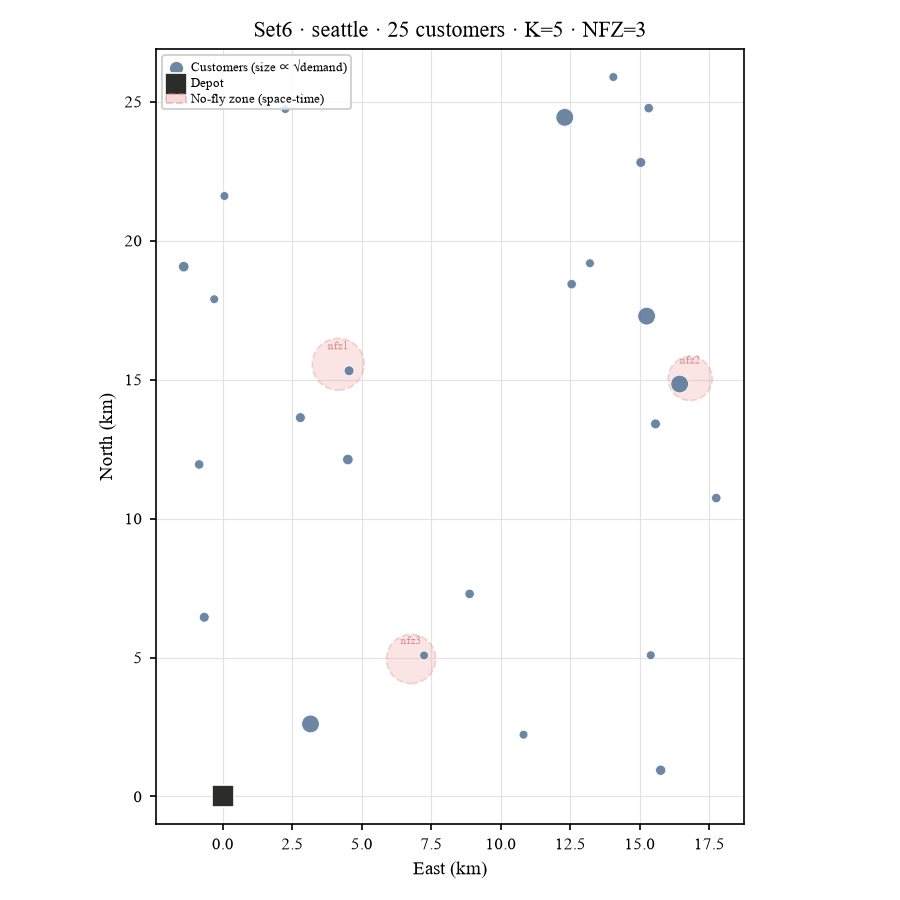 Set6 · seattle · 25 customers · K=5 · NFZ=3
Customers (size ∝ √demand)
Depot
No-fly zone (space-time)
nfz1
nfz2
nfz3
25
20
15
10
5
0
North (km)
0.0 2.5 5.0 7.5 10.0 12.5 15.0 17.5
East (km)